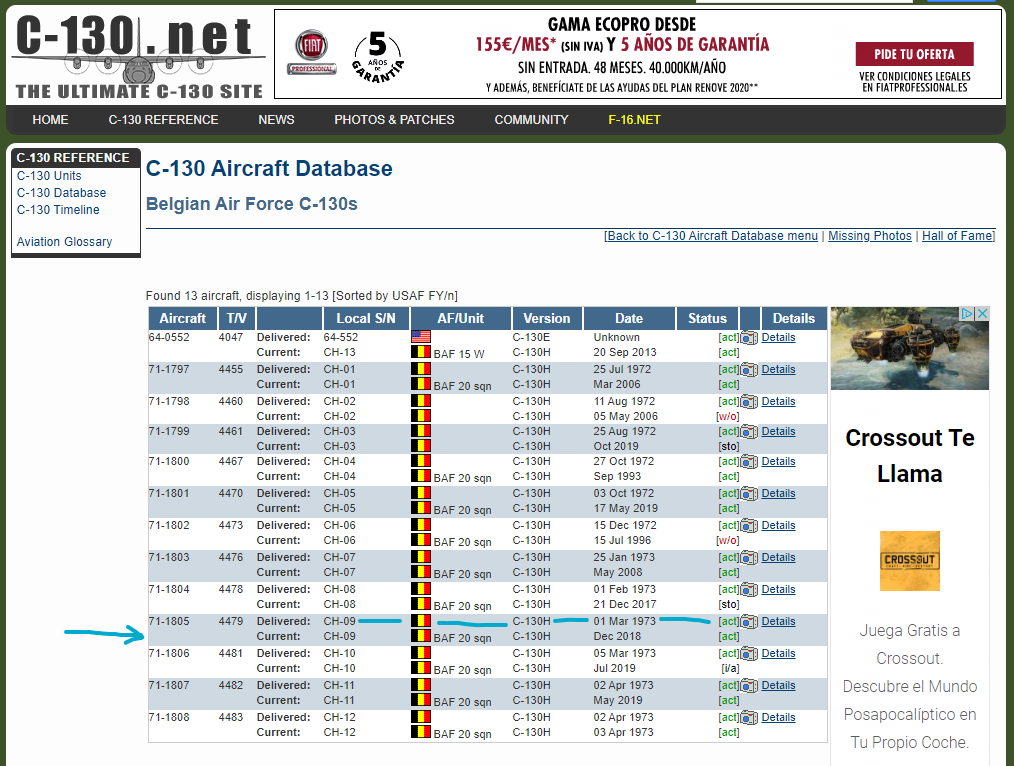 C-130.net
THE ULTIMATE C-130 SITE
FIAT
PROFESSIONAL
5
AÑOS
DE
GARANTÍA
GAMA ECOPRO DESDE
155€/MES* (SIN IVA) Y 5 AÑOS DE GARANTÍA
SIN ENTRADA. 48 MESES. 40.000KM/AÑO
Y ADEMÁS, BENEFÍCIATE DE LAS AYUDAS DEL PLAN RENOVE 2020**
PIDE TU OFERTA
VER CONDICIONES LEGALES
EN FIATPROFESSIONAL.ES
HOME C-130 REFERENCE NEWS PHOTOS & PATCHES COMMUNITY F-16.NET
C-130 REFERENCE
C-130 Units
C-130 Database
C-130 Timeline
Aviation Glossary
C-130 Aircraft Database
Belgian Air Force C-130s
[Back to C-130 Aircraft Database menu | Missing Photos | Hall of Fame]
Found 13 aircraft, displaying 1-13 [Sorted by USAF FY/n]
Aircraft T/V Local S/N AF/Unit Version Date Status Details
64-0552 4047 Delivered: 64-552 C-130E Unknown [act] Details
Current: CH-13 BAF 15 W C-130H 20 Sep 2013 [act]
71-1797 4455 Delivered: CH-01 C-130H 25 Jul 1972 [act] Details
Current: CH-01 BAF 20 sqn C-130H Mar 2006 [act]
71-1798 4460 Delivered: CH-02 C-130H 11 Aug 1972 [act] Details
Current: CH-02 C-130H 05 May 2006 [w/o]
71-1799 4461 Delivered: CH-03 C-130H 25 Aug 1972 [act] Details
Current: CH-03 C-130H Oct 2019 [sto]
71-1800 4467 Delivered: CH-04 C-130H 27 Oct 1972 [act] Details
Current: CH-04 BAF 20 sqn C-130H Sep 1993 [act]
71-1801 4470 Delivered: CH-05 C-130H 03 Oct 1972 [act] Details
Current: CH-05 BAF 20 sqn C-130H 17 May 2019 [act]
71-1802 4473 Delivered: CH-06 C-130H 15 Dec 1972 [act] Details
Current: CH-06 BAF 20 sqn C-130H 15 Jul 1996 [w/o]
71-1803 4476 Delivered: CH-07 C-130H 25 Jan 1973 [act] Details
Current: CH-07 BAF 20 sqn C-130H May 2008 [act]
71-1804 4478 Delivered: CH-08 C-130H 01 Feb 1973 [act] Details
Current: CH-08 BAF 20 sqn C-130H 21 Dec 2017 [sto]
71-1805 4479 Delivered: CH-09 C-130H 01 Mar 1973 [act] Details
Current: CH-09 BAF 20 sqn C-130H Dec 2018 [act]
71-1806 4481 Delivered: CH-10 C-130H 05 Mar 1973 [act] Details
Current: CH-10 BAF 20 sqn C-130H Jul 2019 [i/a]
71-1807 4482 Delivered: CH-11 C-130H 02 Apr 1973 [act] Details
Current: CH-11 BAF 20 sqn C-130H May 2019 [act]
71-1808 4483 Delivered: CH-12 C-130H 02 Apr 1973 [act] Details
Current: CH-12 BAF 20 sqn C-130H 03 Apr 1973 [act]
Crossout Te
Llama
CROSSOUT
Juega Gratis a
Crossout.
Descubre el Mundo
Posapocalíptico en
Tu Propio Coche.